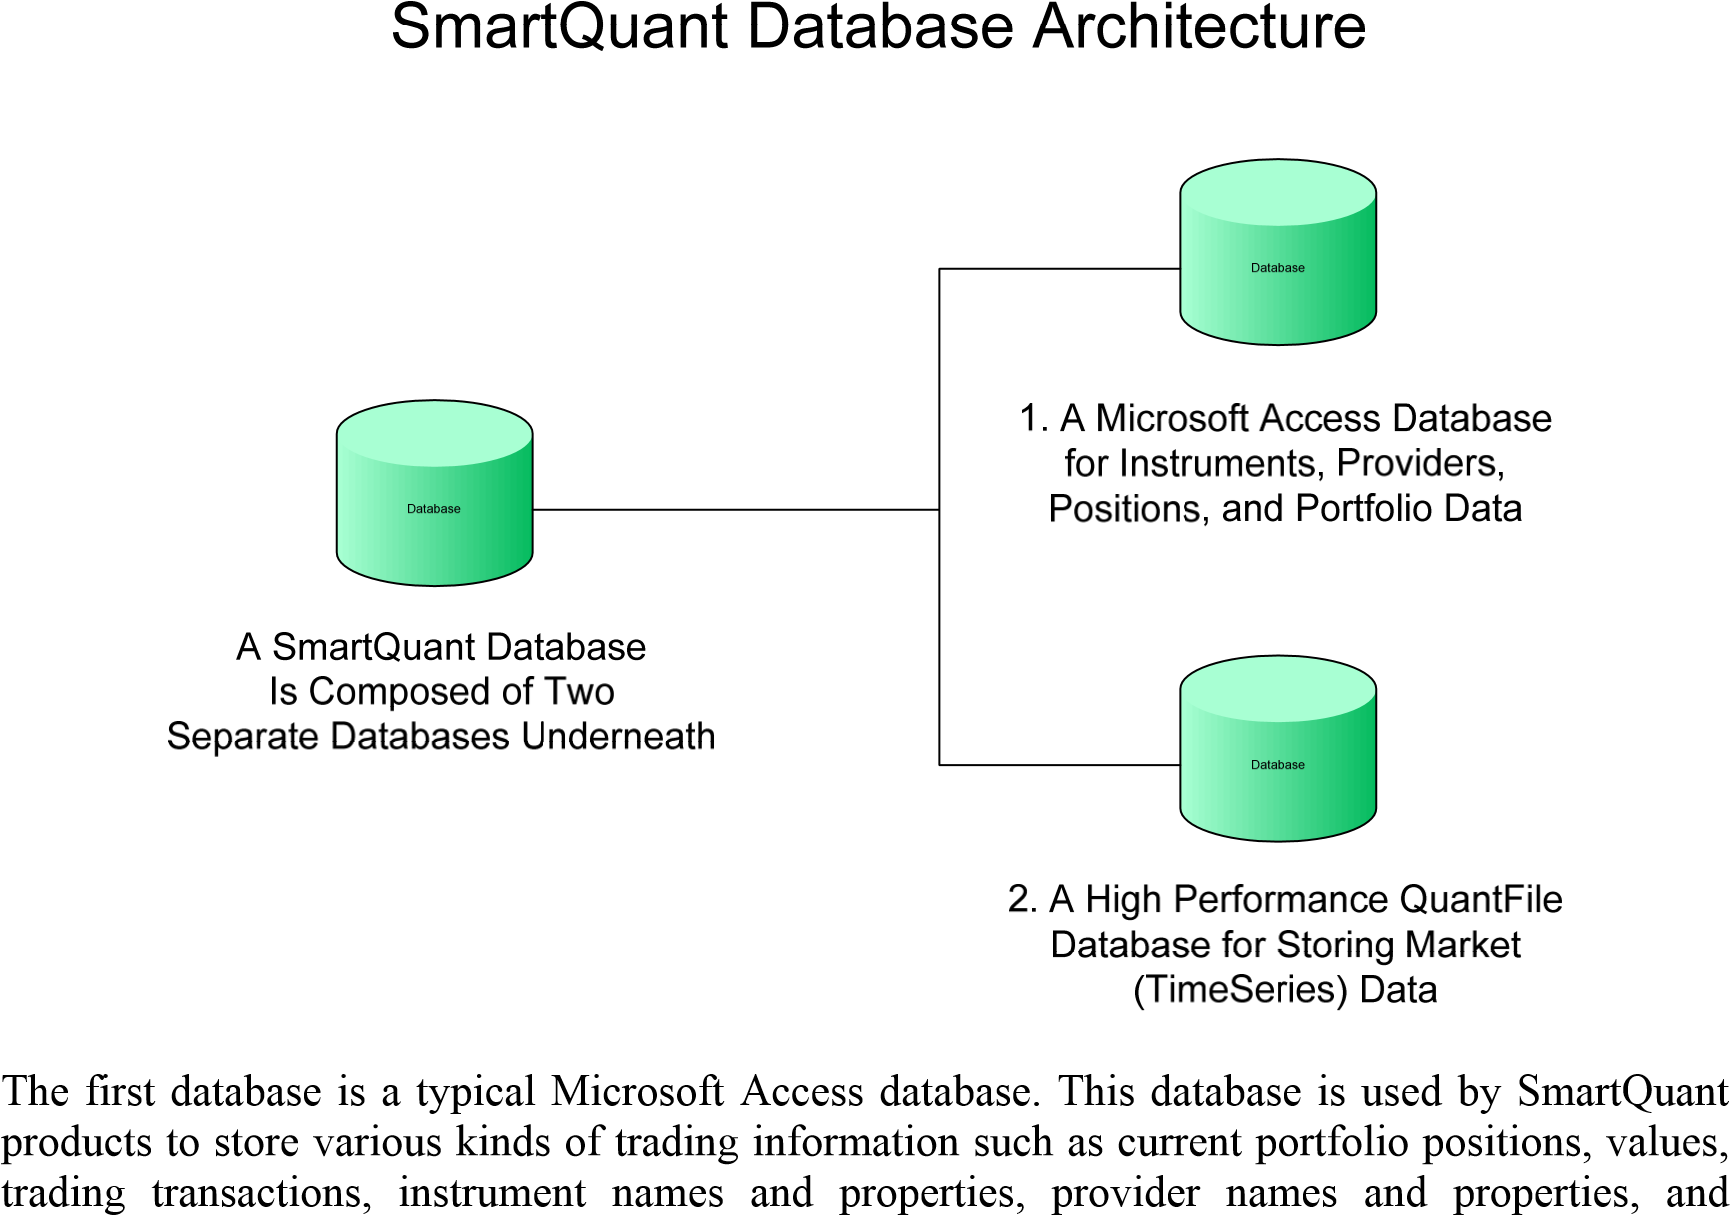 SmartQuant Database Architecture
Database
1. A Microsoft Access Database
for Instruments, Providers,
Positions, and Portfolio Data
Database
A SmartQuant Database
Is Composed of Two
Separate Databases Underneath
Database
2. A High Performance QuantFile
Database for Storing Market
(TimeSeries) Data
The first database is a typical Microsoft Access database. This database is used by SmartQuant
products to store various kinds of trading information such as current portfolio positions, values,
trading transactions, instrument names and properties, provider names and properties, and